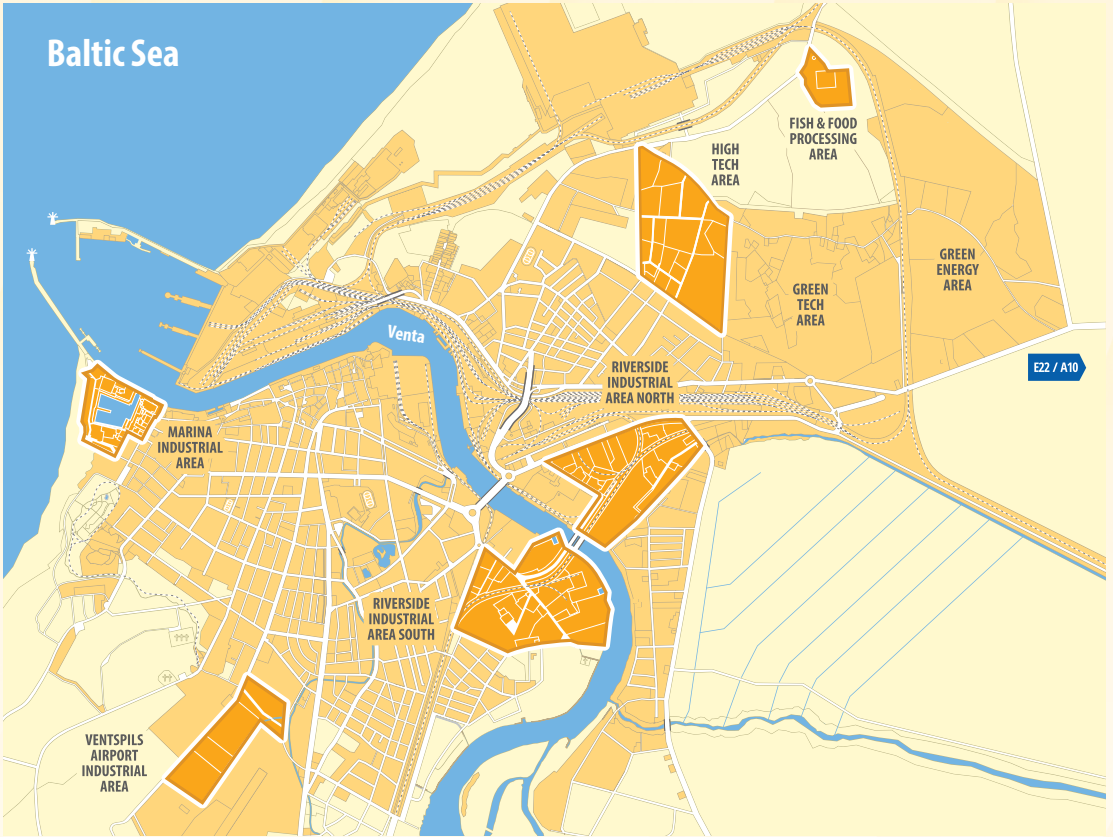 Baltic Sea
FISH & FOOD
PROCESSING
AREA
HIGH
TECH
AREA
GREEN
ENERGY
AREA
GREEN
TECH
AREA
Venta
E22 / A10
RIVERSIDE
INDUSTRIAL
AREA NORTH
MARINA
INDUSTRIAL
AREA
RIVERSIDE
INDUSTRIAL
AREA SOUTH
VENTSPILS
AIRPORT
INDUSTRIAL
AREA